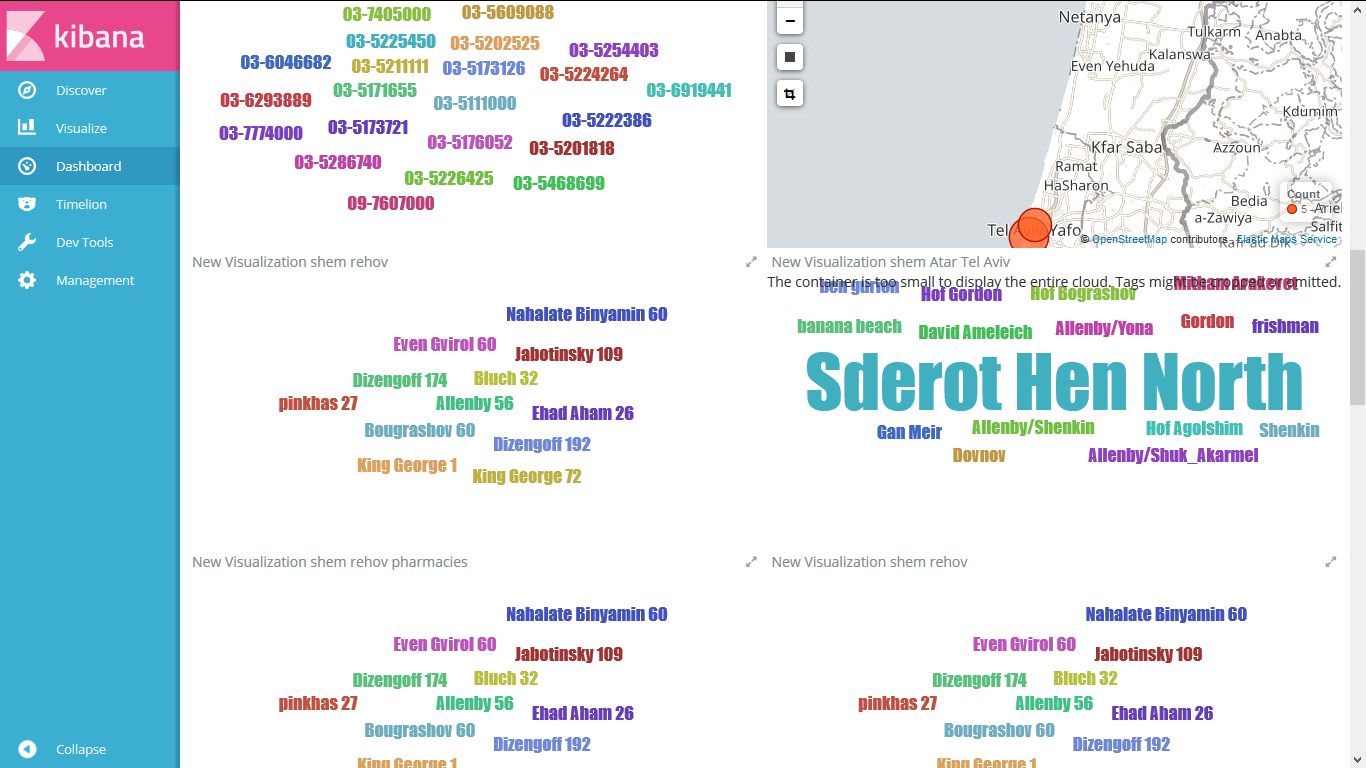 kibana
Discover
Visualize
Dashboard
Timelion
Dev Tools
Management
Collapse
03-7405000 03-5609088
03-5225450 03-5202525 03-5254403
03-6046682 03-5211111 03-5173126 03-5224264
03-6293889 03-5171655 03-5111000 03-6919441
03-7774000 03-5173721 03-5176052 03-5222386
03-5286740 03-5201818
03-5226425 03-5468699
09-7607000
Netanya
Tulkarm Anabta
Kalanswa
Even Yehuda
Kdumim
Kfar Saba Azzoun
Ramat
HaSharon
Count
Bedia
a-Zawiya
Salfit
© OpenStreetMap contributors, Elastic Maps Service
New Visualization shem rehov
Nahalate Binyamin 60
Even Gvirol 60 Jabotinsky 109
Dizengoff 174 Bluch 32
pinkhas 27 Allenby 56 Ehad Aham 26
Bougrashov 60 Dizengoff 192
King George 1 King George 72
New Visualization shem Atar Tel Aviv
The container is too small to display the entire cloud. Tags might be cropped or omitted.
Ben gurion Hof Gordon Hof Bograshov
banana beach David Ameleich Allenby/Yona Gordon frishman
Sderot Hen North
Gan Meir Allenby/Shenkin Hof Agolshim Shenkin
Dovnov Allenby/Shuk_Akarmel
New Visualization shem rehov pharmacies
Nahalate Binyamin 60
Even Gvirol 60 Jabotinsky 109
Dizengoff 174 Bluch 32
pinkhas 27 Allenby 56 Ehad Aham 26
Bougrashov 60 Dizengoff 192
King George 1
New Visualization shem rehov
Nahalate Binyamin 60
Even Gvirol 60 Jabotinsky 109
Dizengoff 174 Bluch 32
pinkhas 27 Allenby 56 Ehad Aham 26
Bougrashov 60 Dizengoff 192
King George 1